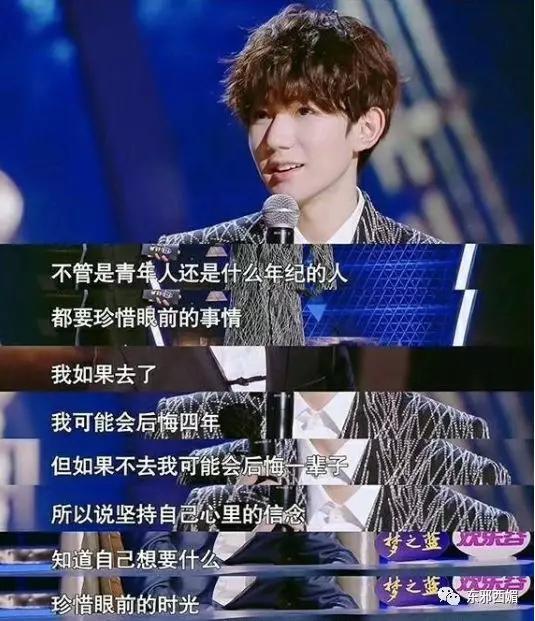 不管是青年人还是什么年纪的人
都要珍惜眼前的事情
我如果去了
我可能会后悔四年
但如果不去我可能会后悔一辈子
所以说坚持自己心里的信念
梦之蓝 欢乐谷
知道自己想要什么
梦之蓝 欢乐谷
珍惜眼前的时光
东邪西媚